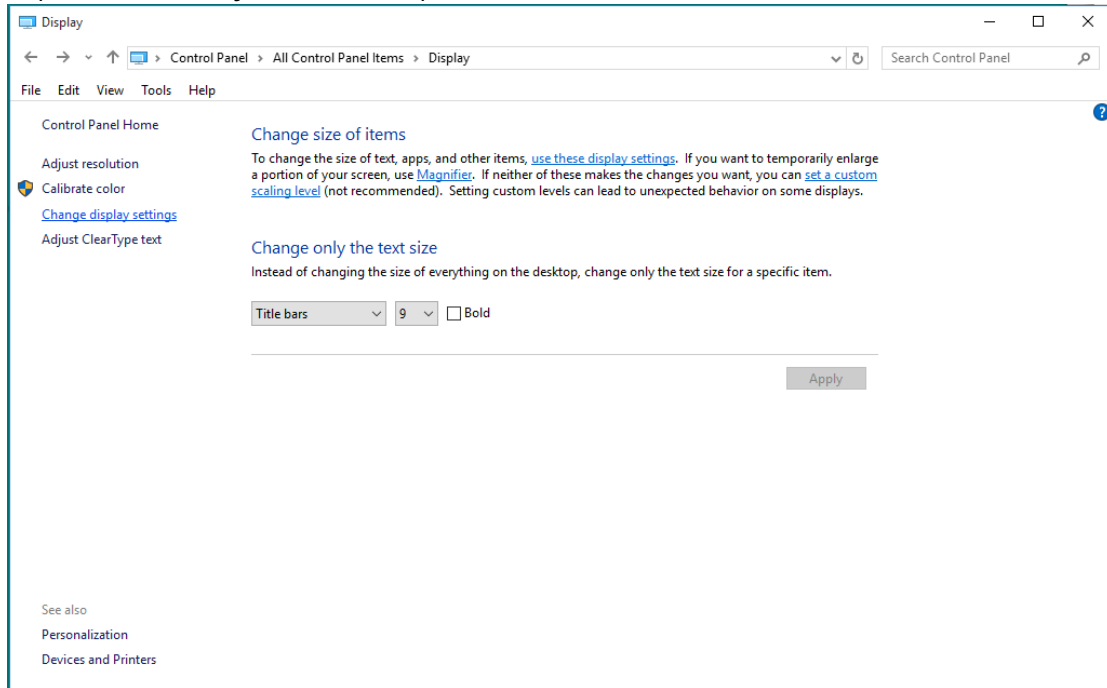 Display
Control Panel > All Control Panel Items > Display
Search Control Panel
File Edit View Tools Help
Control Panel Home
Adjust resolution
Calibrate color
Change display settings
Adjust ClearType text
Change size of items
To change the size of text, apps, and other items, use these display settings. If you want to temporarily enlarge
a portion of your screen, use Magnifier. If neither of these makes the changes you want, you can set a custom
scaling level (not recommended). Setting custom levels can lead to unexpected behavior on some displays.
Change only the text size
Instead of changing the size of everything on the desktop, change only the text size for a specific item.
Title bars 9 Bold
Apply
See also
Personalization
Devices and Printers